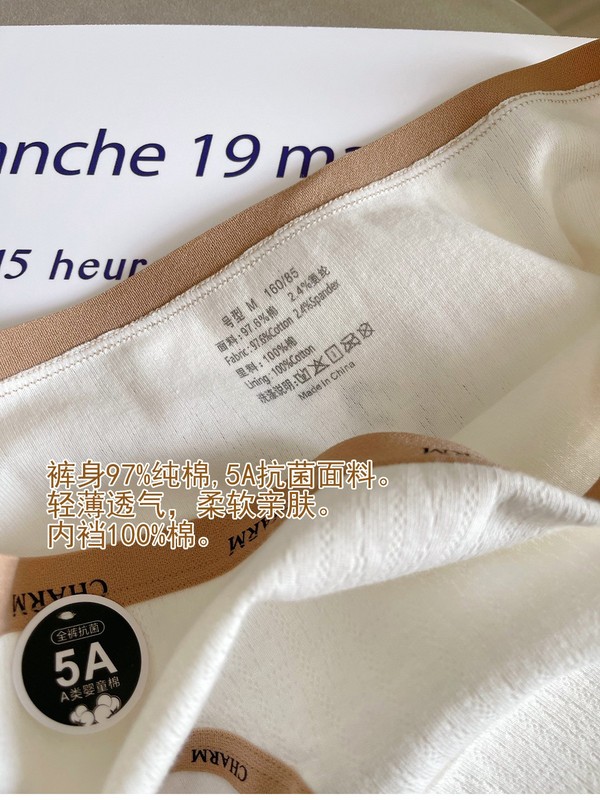 anche 19 ma
15 heur
号型 M 160/85
面料：97.6%棉 2.4%氨纶
Fabric：97.6%Cotton 2.4%Spandex
里料：100%棉
Lining：100%Cotton
洗涤说明：
Made in China
裤身97%纯棉,5A抗菌面料。
轻薄透气，柔软亲肤。
内裆100%棉。
CHARM
CHARM
CHARM
全裤抗菌
5A
A类婴童棉
CHARM